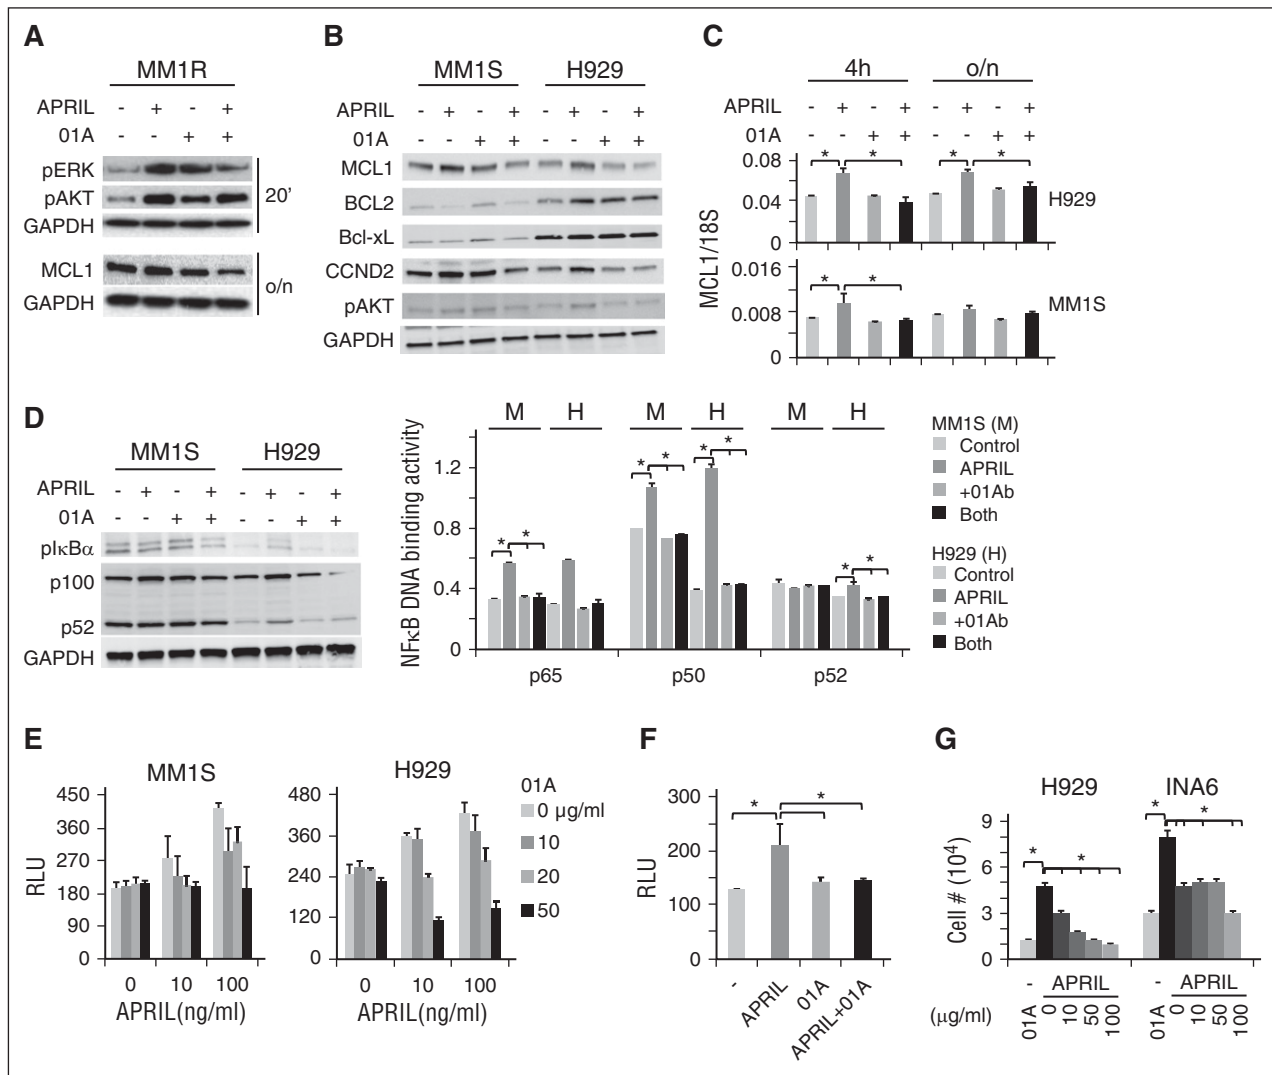 A
MM1R
APRIL - + - +
01A - - + +
pERK
pAKT
GAPDH
20'
MCL1
GAPDH
o/n
B
MM1S H929
APRIL - + - + - + - +
01A - - + + - - + +
MCL1
BCL2
Bcl-xL
CCND2
pAKT
GAPDH
C
4h o/n
APRIL - + - + - + - +
01A - - + + - - + +
MCL1/18S
0.08
0.04
0
* * * *
H929
0.016
0.008
0
* *
MM1S
D
MM1S H929
APRIL - + - + - + - +
01A - - + + - - + +
pIκBα
p100
p52
GAPDH
NFκB DNA binding activity
M H M H M H
1.2
0.8
0.4
0
* * * * * * * *
p65 p50 p52
MM1S (M)
Control
APRIL
+01Ab
Both
H929 (H)
Control
APRIL
+01Ab
Both
E
MM1S
RLU
450
360
270
180
90
0
0 10 100
APRIL(ng/ml)
H929
480
360
240
120
0
0 10 100
APRIL(ng/ml)
01A
0 μg/ml
10
20
50
F
RLU
300
200
100
0
* *
- APRIL 01A APRIL+01A
G
H929 INA6
Cell # (10⁴)
9
6
3
0
* * * *
- APRIL - APRIL
(μg/ml) 01A 0 10 50 100 01A 0 10 50 100